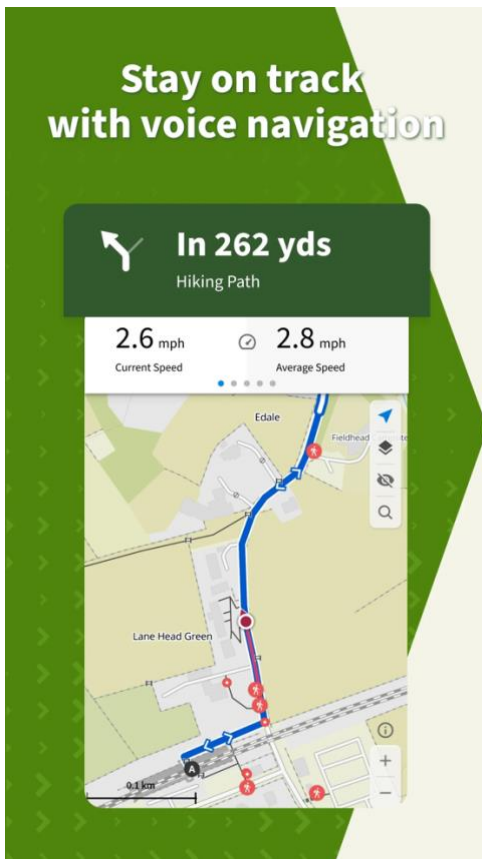 Stay on track
with voice navigation
In 262 yds
Hiking Path
2.6 mph
2.8 mph
Current Speed
Average Speed
Edale
Fieldhead
Lane Head Green
A
0.1 km